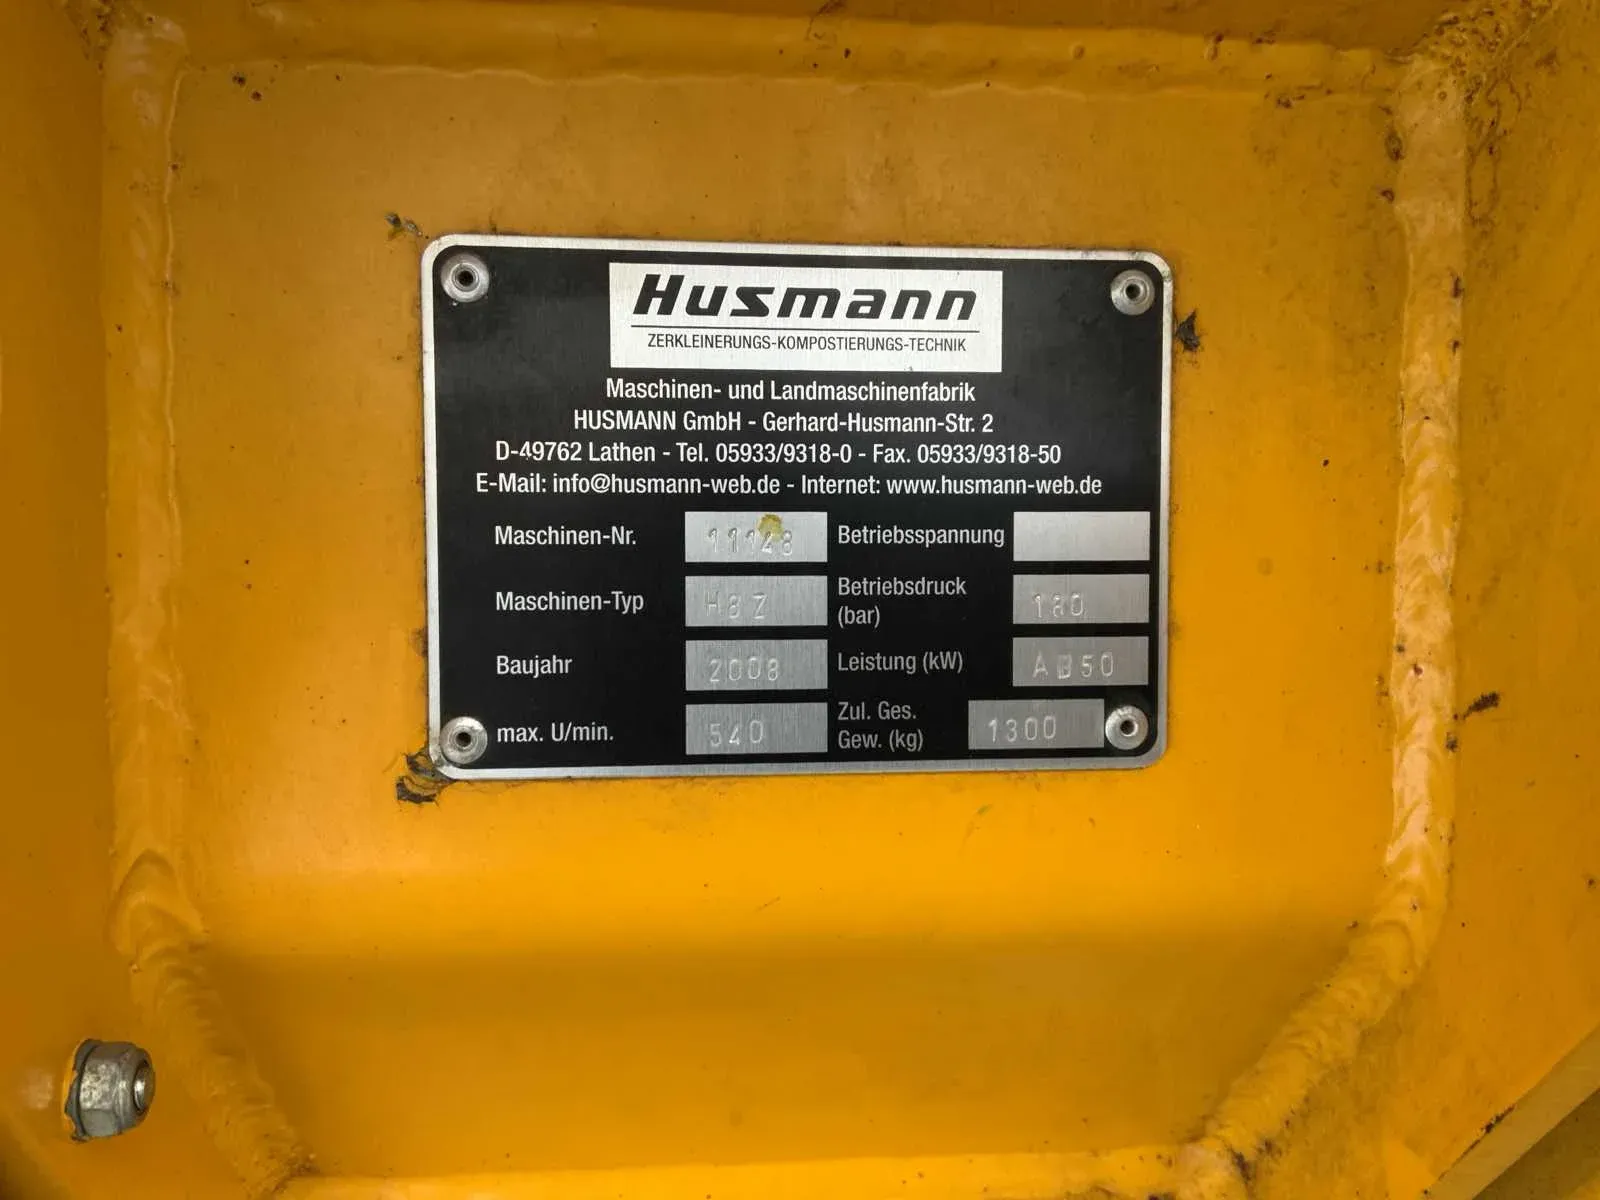 Husmann
ZERKLEINERUNGS-KOMPOSTIERUNGS-TECHNIK
Maschinen- und Landmaschinenfabrik
HUSMANN GmbH - Gerhard-Husmann-Str. 2
D-49762 Lathen - Tel. 05933/9318-0 - Fax. 05933/9318-50
E-Mail: info@husmann-web.de - Internet: www.husmann-web.de
Maschinen-Nr. Betriebsspannung
Maschinen-Typ Betriebsdruck (bar) 180
Baujahr 2008 Leistung (kW)
max. U/min. 540 Zul. Ges. Gew. (kg) 1300